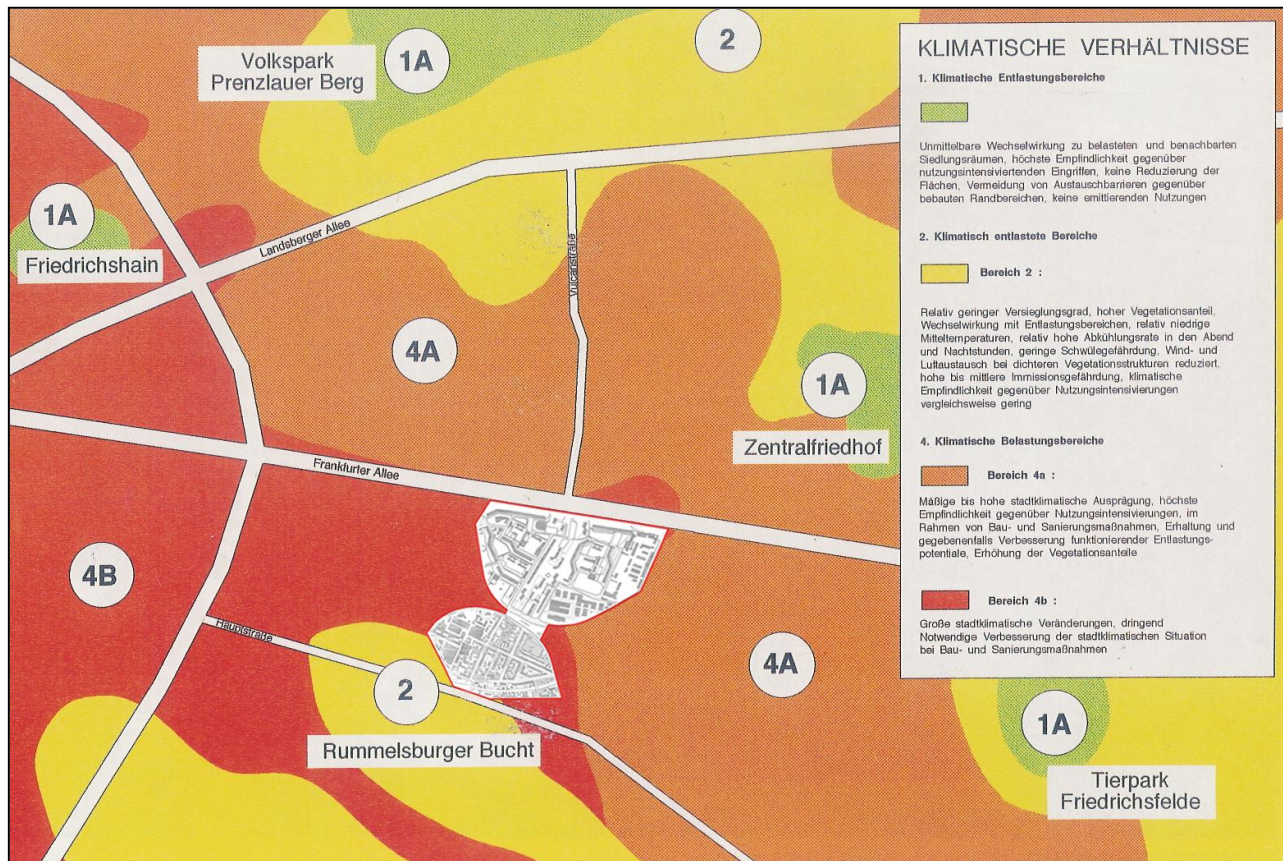 Volkspark
Prenzlauer Berg
1A
2
1A
Friedrichshain
Landsberger Allee
Vulcanstraße
4A
1A
Zentralfriedhof
Frankfurter Allee
4B
Hauptstraße
2
Rummelsburger Bucht
4A
1A
Tierpark
Friedrichsfelde
KLIMATISCHE VERHÄLTNISSE
1. Klimatische Entlastungsbereiche
Unmittelbare Wechselwirkung zu belasteten und benachbarten
Siedlungsräumen, höchste Empfindlichkeit gegenüber
nutzungsintensiviertenden Eingriffen, keine Reduzierung der
Flächen, Vermeidung von Austauschbarrieren gegenüber
bebauten Randbereichen, keine emittierenden Nutzungen
2. Klimatisch entlastete Bereiche
Bereich 2 :
Relativ geringer Versieglungsgrad, hoher Vegetationsanteil,
Wechselwirkung mit Entlastungsbereichen, relativ niedrige
Mitteltemperaturen, relativ hohe Abkühlungsrate in den Abend
und Nachtstunden, geringe Schwülegefährdung, Wind- und
Luftaustausch bei dichteren Vegetationsstrukturen reduziert,
hohe bis mittlere Immissionsgefährdung, klimatische
Empfindlichkeit gegenüber Nutzungsintensivierungen
vergleichsweise gering
4. Klimatische Belastungsbereiche
Bereich 4a :
Mäßige bis hohe stadtklimatische Ausprägung, höchste
Empfindlichkeit gegenüber Nutzungsintensivierungen, im
Rahmen von Bau- und Sanierungsmaßnahmen, Erhaltung und
gegebenenfalls Verbesserung funktionierender Entlastungs-
potentiale, Erhöhung der Vegetationsanteile
Bereich 4b :
Große stadtklimatische Veränderungen, dringend
Notwendige Verbesserung der stadtklimatischen Situation
bei Bau- und Sanierungsmaßnahmen